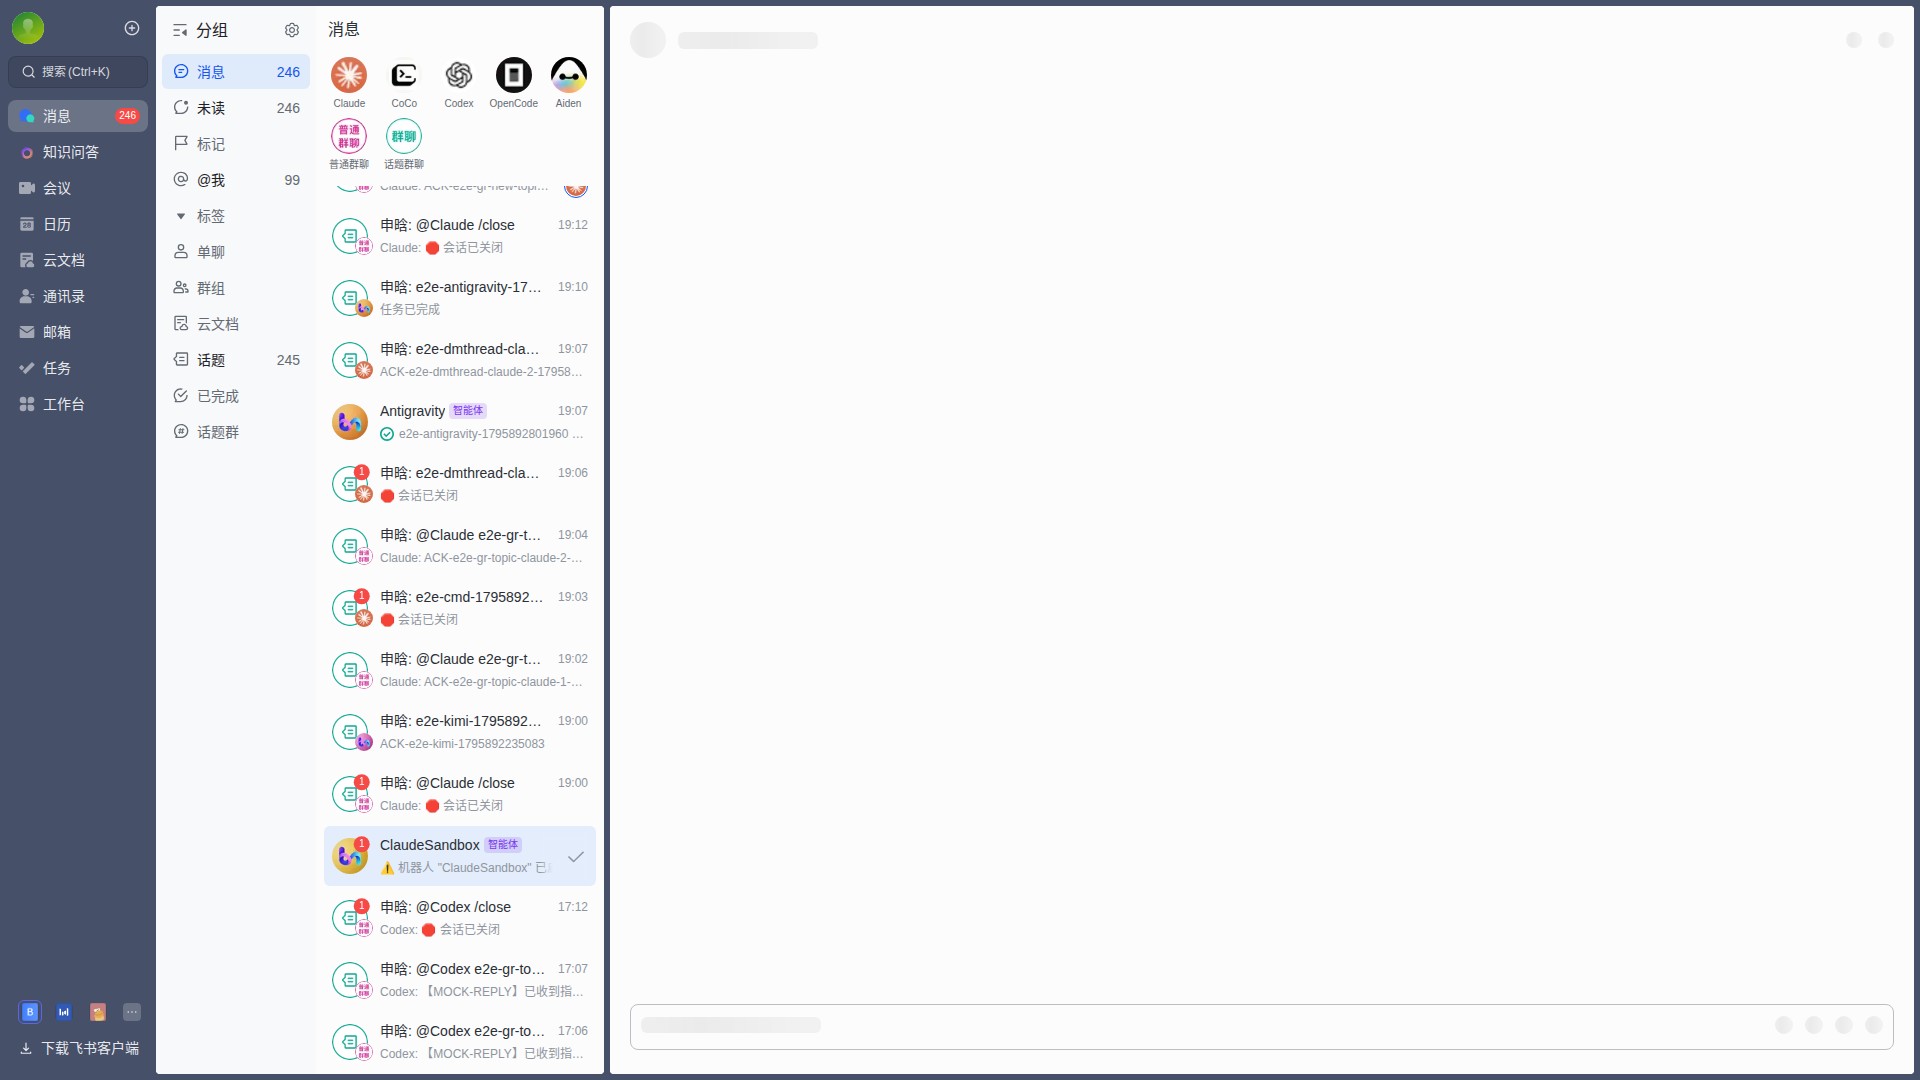 搜索 (Ctrl+K)
消息
246
知识问答
会议
日历
云文档
通讯录
邮箱
任务
工作台
下载飞书客户端
分组
消息 246
未读 246
标记
@我 99
标签
单聊
群组
云文档
话题 245
已完成
话题群
消息
Claude
CoCo
Codex
OpenCode
Aiden
普通群聊
普通群聊
群聊
话题群聊
Claude: ACK-e2e-gr-new-topi...
申晗: @Claude /close 19:12
Claude: 会话已关闭
申晗: e2e-antigravity-17... 19:10
任务已完成
申晗: e2e-dmthread-cla... 19:07
ACK-e2e-dmthread-claude-2-17958...
Antigravity 智能体 19:07
e2e-antigravity-1795892801960 ...
1
申晗: e2e-dmthread-cla... 19:06
会话已关闭
申晗: @Claude e2e-gr-t... 19:04
Claude: ACK-e2e-gr-topic-claude-2-...
1
申晗: e2e-cmd-1795892... 19:03
会话已关闭
申晗: @Claude e2e-gr-t... 19:02
Claude: ACK-e2e-gr-topic-claude-1-...
申晗: e2e-kimi-1795892... 19:00
ACK-e2e-kimi-1795892235083
1
申晗: @Claude /close 19:00
Claude: 会话已关闭
1
ClaudeSandbox 智能体
机器人 "ClaudeSandbox" 已
1
申晗: @Codex /close 17:12
Codex: 会话已关闭
申晗: @Codex e2e-gr-to... 17:07
Codex: 【MOCK-REPLY】已收到指...
申晗: @Codex e2e-gr-to... 17:06
Codex: 【MOCK-REPLY】已收到指...